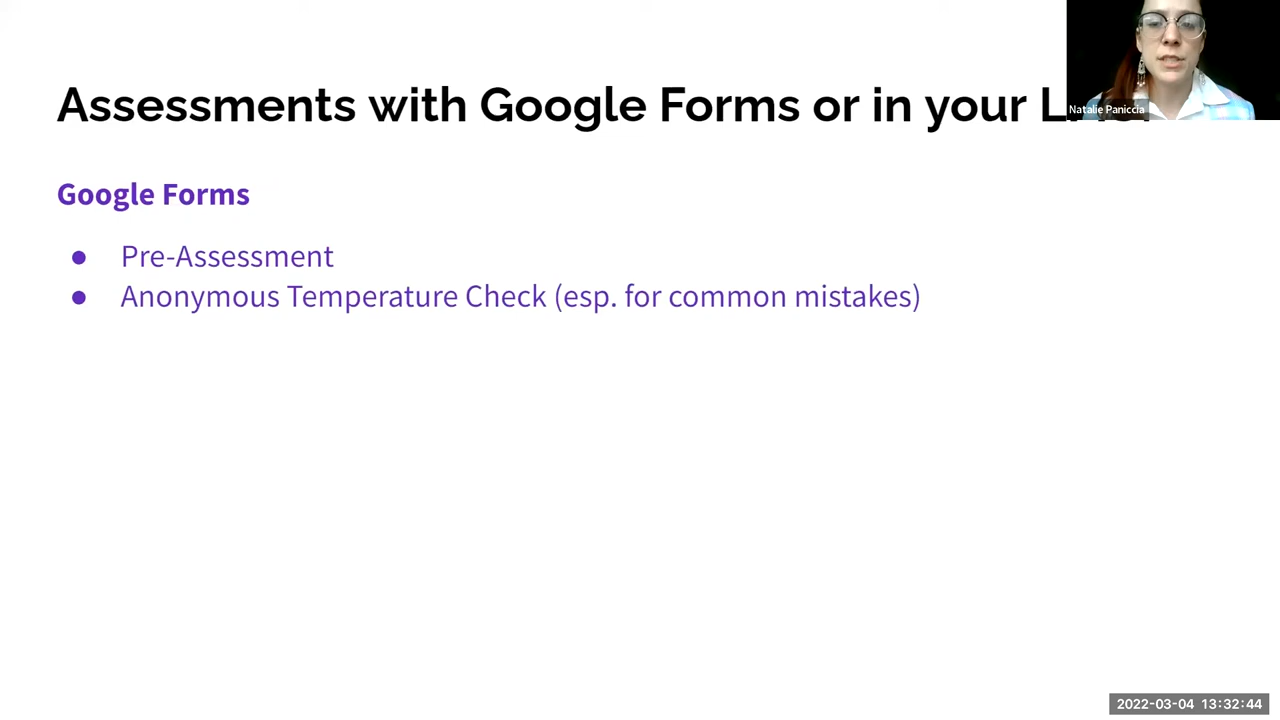 Assessments with Google Forms or in your
Natalie Paniccia
Google Forms
● Pre-Assessment
● Anonymous Temperature Check (esp. for common mistakes)
2022-03-04 13:32:44